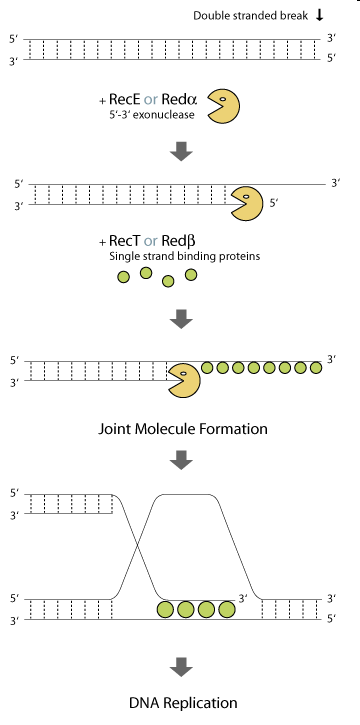 Double stranded break ↓
5′ 3′
3′ 5′
+ RecE or Redα
5′-3′ exonuclease
5′ 3′
3′ 5′
+ RecT or Redβ
Single strand binding proteins
5′ 3′
3′
Joint Molecule Formation
5′
3′
5′ 3′ 3′
3′ 5′
DNA Replication